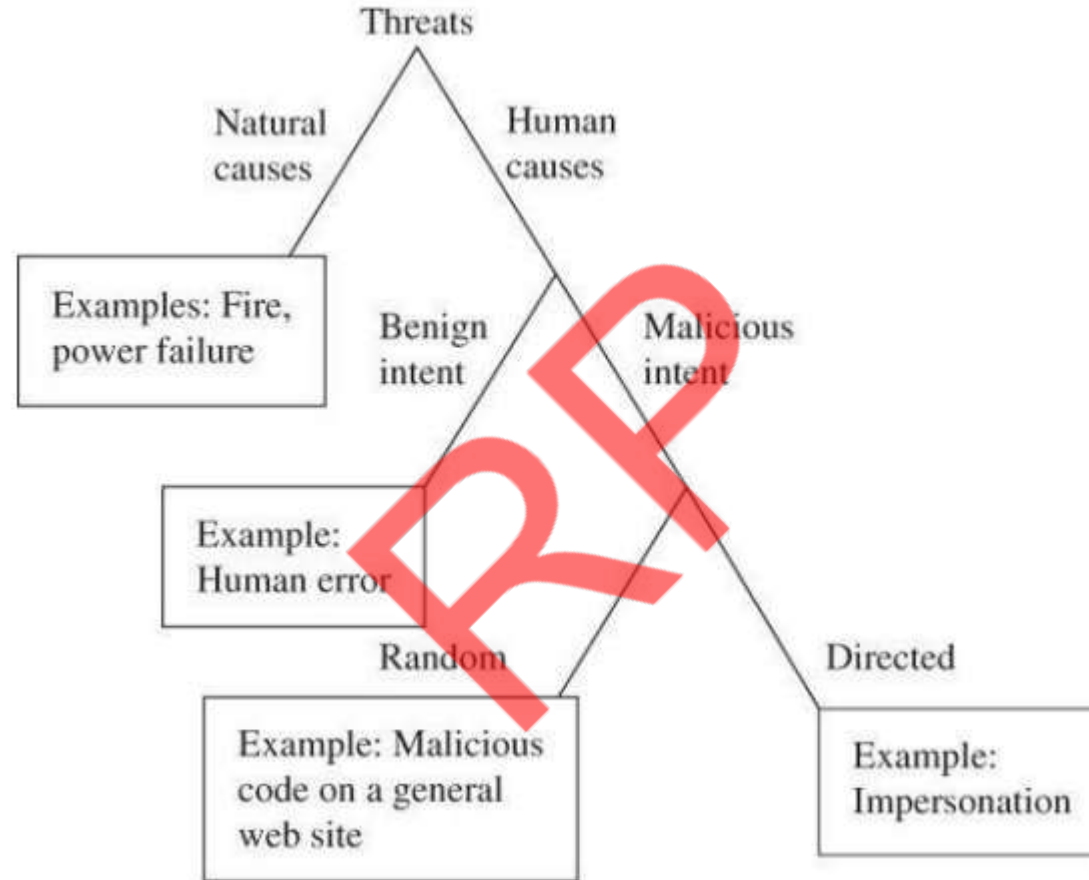 Threats
Natural
causes
Human
causes
Examples: Fire,
power failure
Benign
intent
Malicious
intent
Example:
Human error
Random
Directed
Example: Malicious
code on a general
web site
Example:
Impersonation
RP